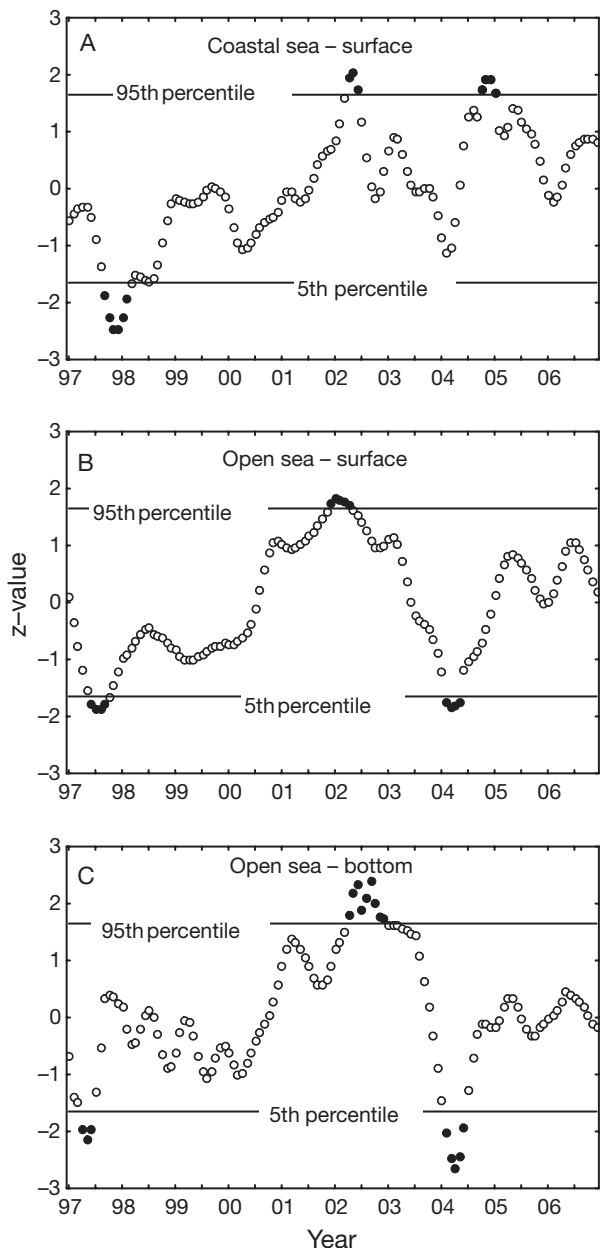 A
Coastal sea – surface
3
2
1
0
−1
−2
−3
95th percentile
5th percentile
97 98 99 00 01 02 03 04 05 06
B
Open sea – surface
3
2
1
0
−1
−2
−3
95th percentile
5th percentile
z–value
97 98 99 00 01 02 03 04 05 06
C
Open sea – bottom
3
2
1
0
−1
−2
−3
95th percentile
5th percentile
97 98 99 00 01 02 03 04 05 06
Year